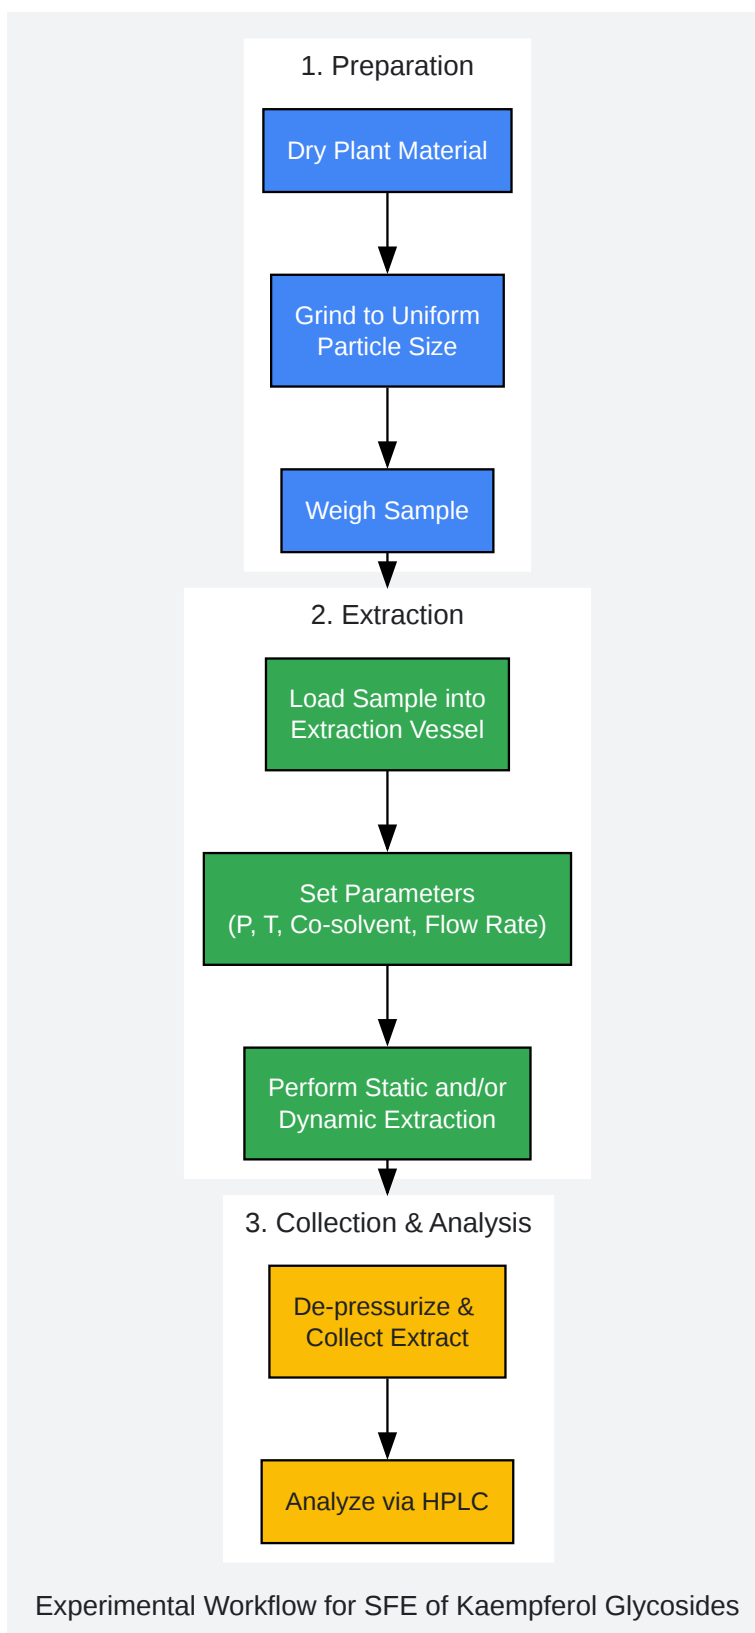 1. Preparation
Dry Plant Material
Grind to Uniform
Particle Size
Weigh Sample
2. Extraction
Load Sample into
Extraction Vessel
Set Parameters
(P, T, Co-solvent, Flow Rate)
Perform Static and/or
Dynamic Extraction
3. Collection & Analysis
De-pressurize &
Collect Extract
Analyze via HPLC
Experimental Workflow for SFE of Kaempferol Glycosides